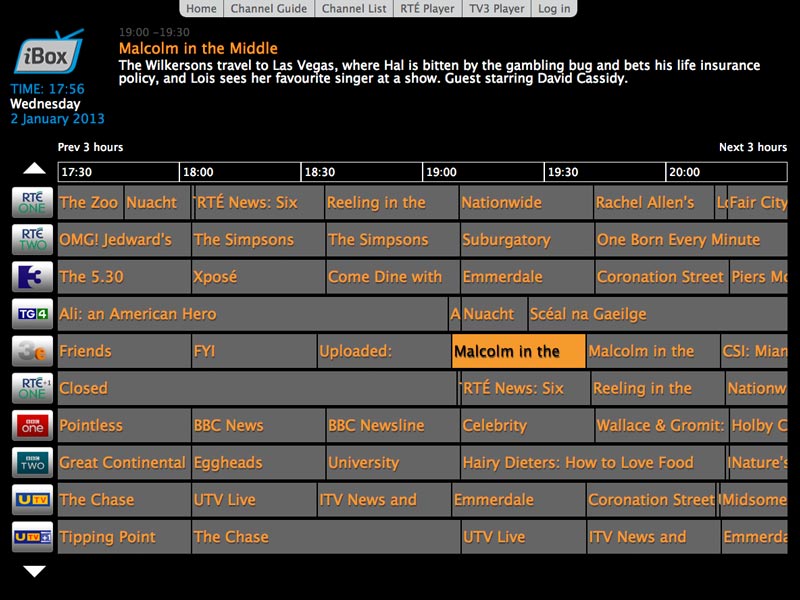 Home Channel Guide Channel List RTÉ Player TV3 Player Log in
iBox
19:00 -19:30
Malcolm in the Middle
The Wilkersons travel to Las Vegas, where Hal is bitten by the gambling bug and bets his life insurance
policy, and Lois sees her favourite singer at a show. Guest starring David Cassidy.
TIME: 17:56
Wednesday
2 January 2013
Prev 3 hours Next 3 hours
17:30 18:00 18:30 19:00 19:30 20:00
RTÉ ONE The Zoo Nuacht RTÉ News: Six Reeling in the Nationwide Rachel Allen's Lo Fair City
RTÉ TWO OMG! Jedward's The Simpsons The Simpsons Suburgatory One Born Every Minute
3 The 5.30 Xposé Come Dine with Emmerdale Coronation Street Piers Mo
TG4 Ali: an American Hero A Nuacht Scéal na Gaeilge
3e Friends FYI Uploaded: Malcolm in the Malcolm in the CSI: Mian
RTÉ ONE +1 Closed RTÉ News: Six Reeling in the Nationw
BBC one Pointless BBC News BBC Newsline Celebrity Wallace & Gromit: Holby C
BBC TWO Great Continental Eggheads University Hairy Dieters: How to Love Food Nature's
UTV The Chase UTV Live ITV News and Emmerdale Coronation Street Midsome
UTV +1 Tipping Point The Chase UTV Live ITV News and Emmerda